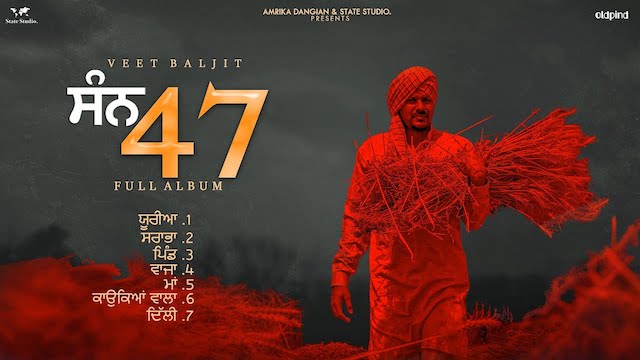 State Studio.
AMRIKA DANGIAN & STATE STUDIO.
PRESENTS
oldpind
VEET BALJIT
ਸੰਨ 47
FULL ALBUM
ਯੂਰੀਆ .1
ਸਰਾਭਾ .2
ਪਿੰਡ .3
ਵਾਜਾ .4
ਮਾਂ .5
ਕਾਉਕਿਆਂ ਵਾਲਾ .6
ਦਿੱਲੀ .7